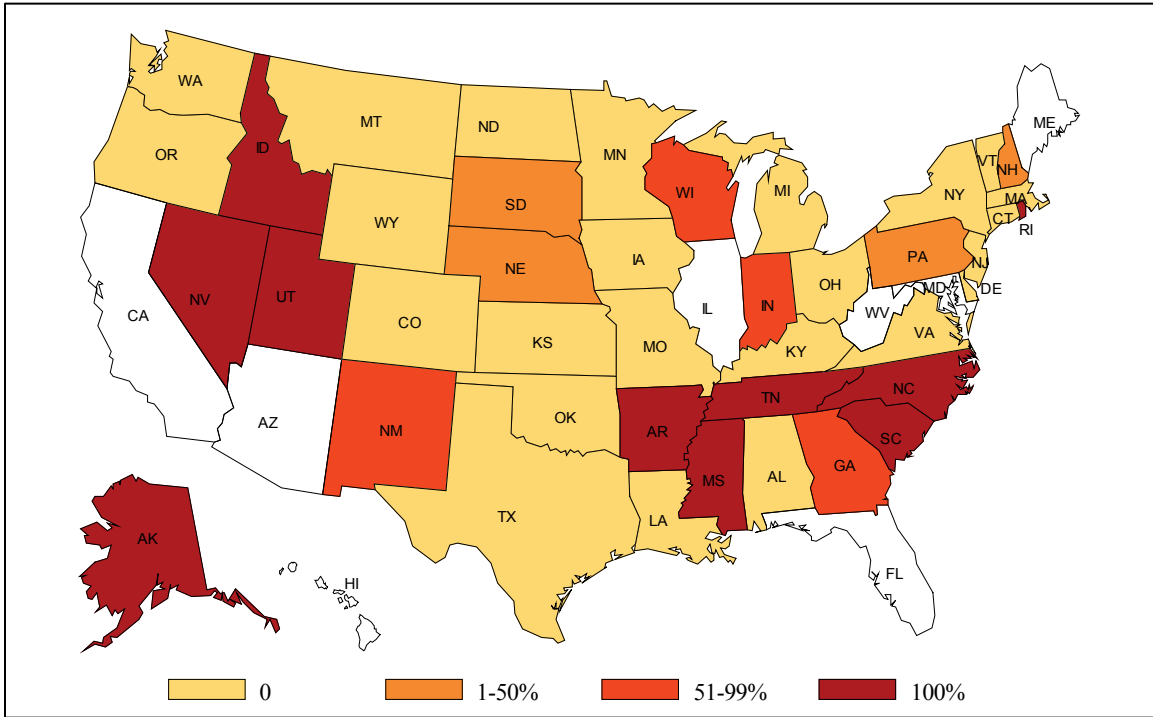 WA
MT
ND
MN
ME
OR
ID
WY
SD
WI
MI
NY
VT
NH
MA
CT
RI
NV
UT
CO
NE
IA
IL
IN
OH
PA
NJ
CA
KS
MO
KY
WV
MD
DE
VA
AZ
NM
OK
AR
TN
NC
SC
TX
LA
MS
AL
GA
FL
AK
HI
0
1-50%
51-99%
100%